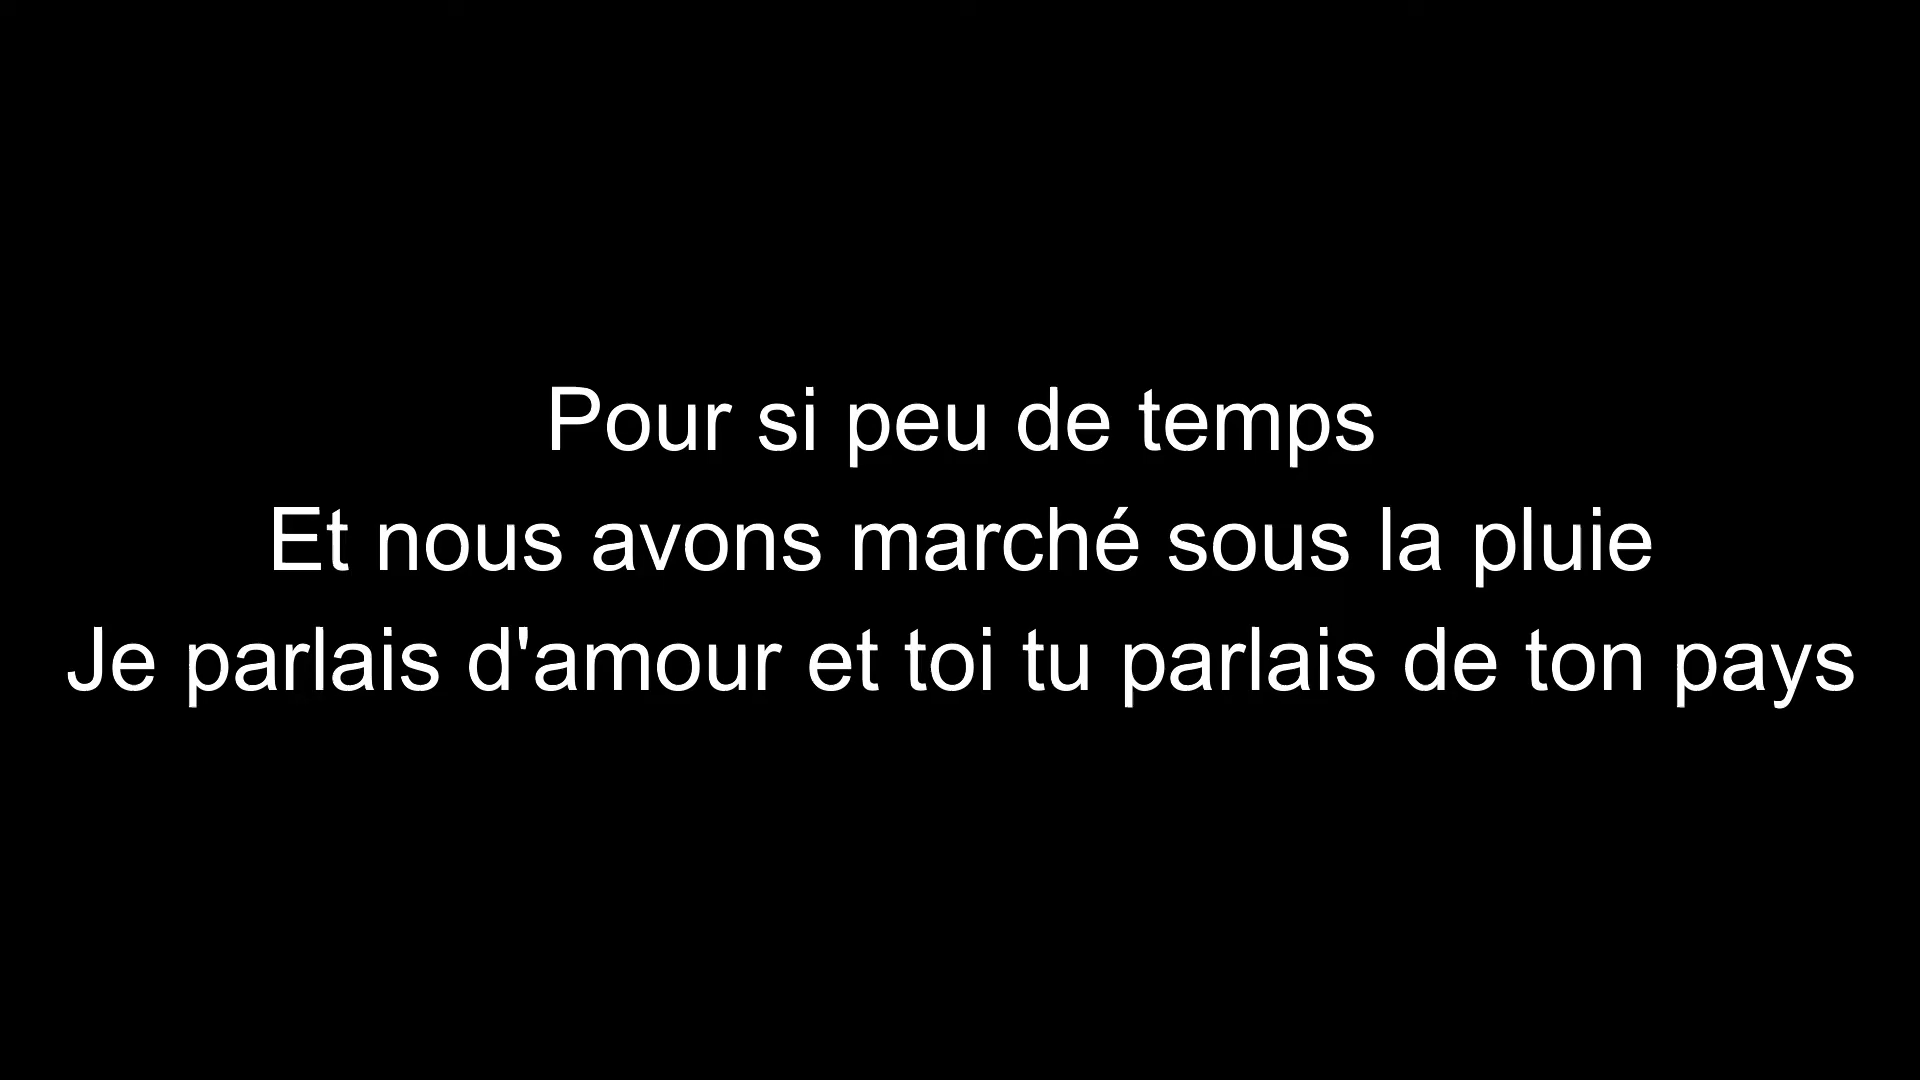 Pour si peu de temps
Et nous avons marché sous la pluie
Je parlais d'amour et toi tu parlais de ton pays